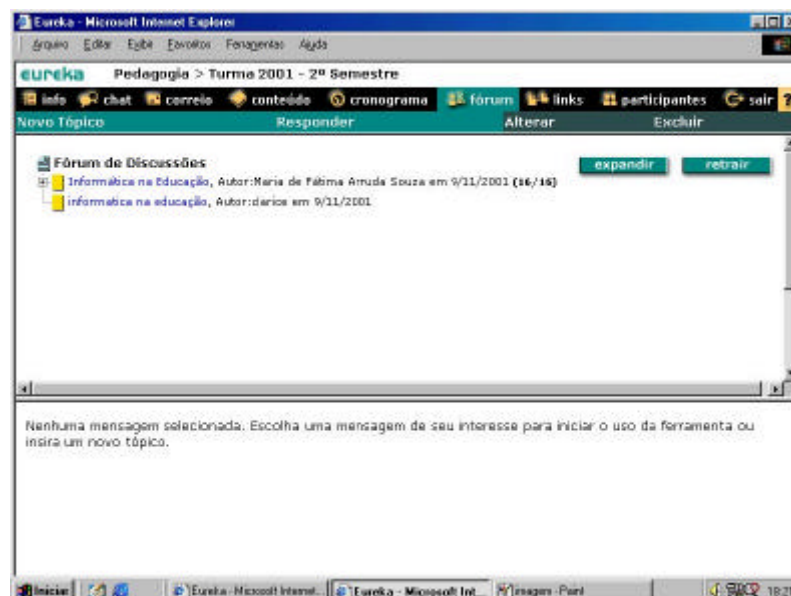 Eureka - Microsoft Internet Explorer
Arquivo Editar Exibir Favoritos Ferramentas Ajuda
eureka Pedagogia > Turma 2001 - 2º Semestre
info chat correio conteúdo cronograma fórum links participantes sair ?
Novo Tópico Responder Alterar Excluir
Fórum de Discussões expandir retrair
Informática na Educação, Autor:Maria de Fátima Arruda Souza em 9/11/2001 (16/16)
informatica na educação, Autor:darice em 9/11/2001
Nenhuma mensagem selecionada. Escolha uma mensagem de seu interesse para iniciar o uso da ferramenta ou
insira um novo tópico.
Iniciar Eureka - Microsoft Internet... Eureka - Microsoft Int... imagem - Paint